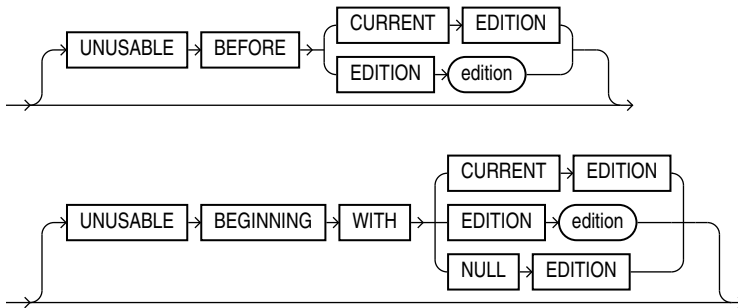 CURRENT EDITION
UNUSABLE BEFORE
EDITION edition
CURRENT EDITION
UNUSABLE BEGINNING WITH EDITION edition
NULL EDITION